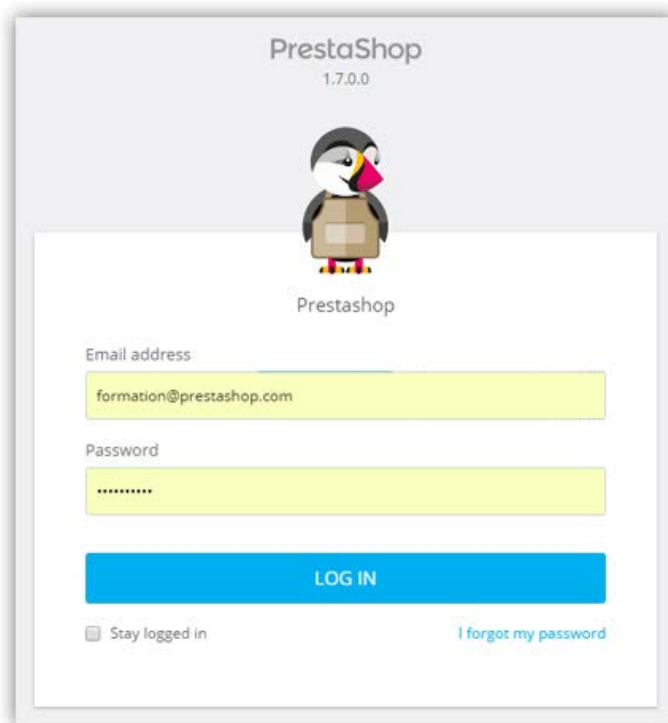 PrestaShop
1.7.0.0
Prestashop
Email address
formation@prestashop.com
Password
••••••••••
LOG IN
Stay logged in
I forgot my password